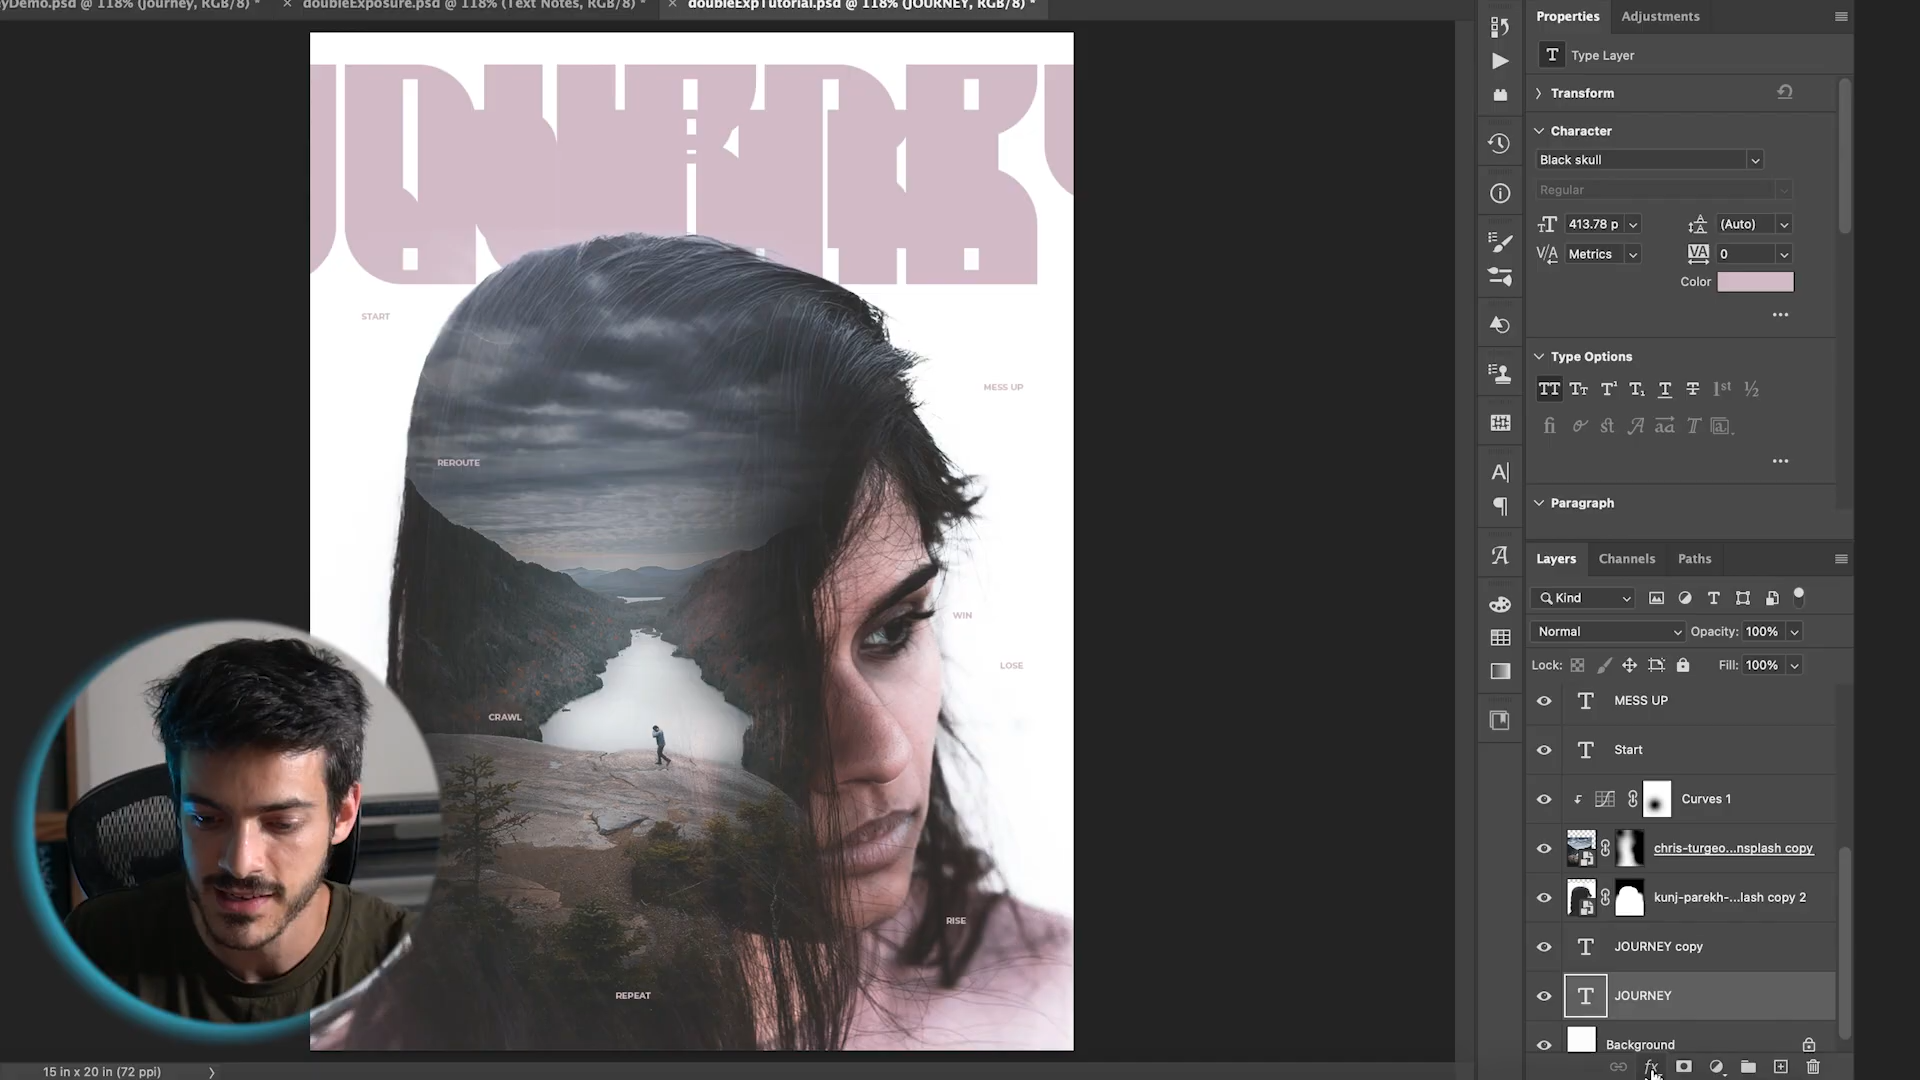 yDemo.psd @ 118% (Journey, RGB/8) *
doubleExposure.psd @ 118% (Text Notes, RGB/8) *
doubleExpTutorial.psd @ 118% (JOURNEY, RGB/8) *
START
MESS UP
REROUTE
WIN
LOSE
CRAWL
RISE
REPEAT
15 in x 20 in (72 ppi)
Properties
Adjustments
T Type Layer
Transform
Character
Black skull
Regular
413.78 p
(Auto)
Metrics
0
Color
Type Options
Paragraph
Layers
Channels
Paths
Kind
Normal
Opacity: 100%
Lock:
Fill: 100%
MESS UP
Start
Curves 1
chris-turgeo...nsplash copy
kunj-parekh-...lash copy 2
JOURNEY copy
JOURNEY
Background
fx